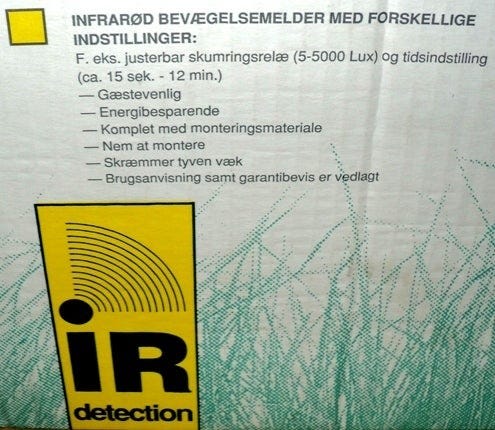 INFRARØD BEVÆGELSEMELDER MED FORSKELLIGE
INDSTILLINGER:
F. eks. justerbar skumringsrelæ (5-5000 Lux) og tidsindstilling
(ca. 15 sek. - 12 min.)
— Gæstevenlig
— Energibesparende
— Komplet med monteringsmateriale
— Nem at montere
— Skræmmer tyven væk
— Brugsanvisning samt garantibevis er vedlagt
iR
detection